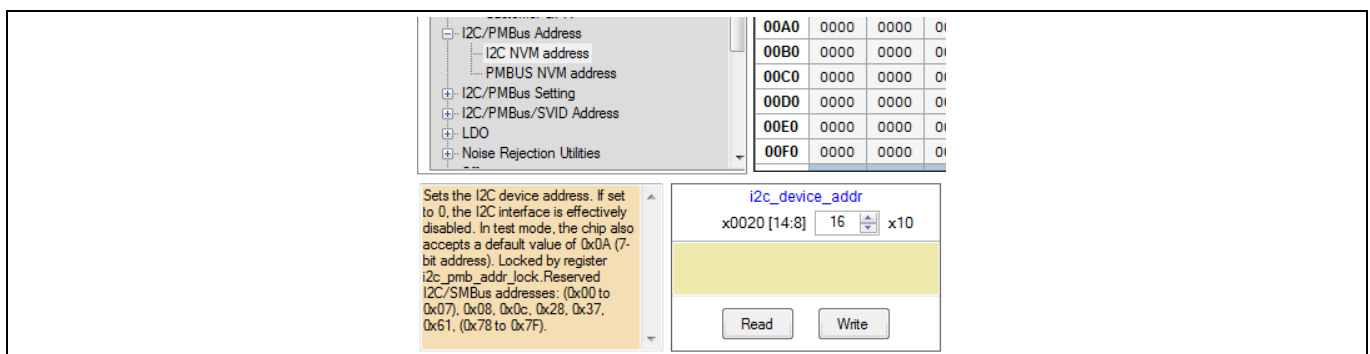 I2C/PMBus Address
I2C NVM address
PMBUS NVM address
I2C/PMBus Setting
I2C/PMBus/SVID Address
LDO
Noise Rejection Utilities
00A0 0000 0000
00B0 0000 0000
00C0 0000 0000
00D0 0000 0000
00E0 0000 0000
00F0 0000 0000
Sets the I2C device address. If set
to 0, the I2C interface is effectively
disabled. In test mode, the chip also
accepts a default value of 0x0A (7-
bit address). Locked by register
i2c_pmb_addr_lock.Reserved
I2C/SMBus addresses: (0x00 to
0x07), 0x08, 0x0c, 0x28, 0x37,
0x61, (0x78 to 0x7F).
i2c_device_addr
x0020 [14:8] 16 x10
Read Write